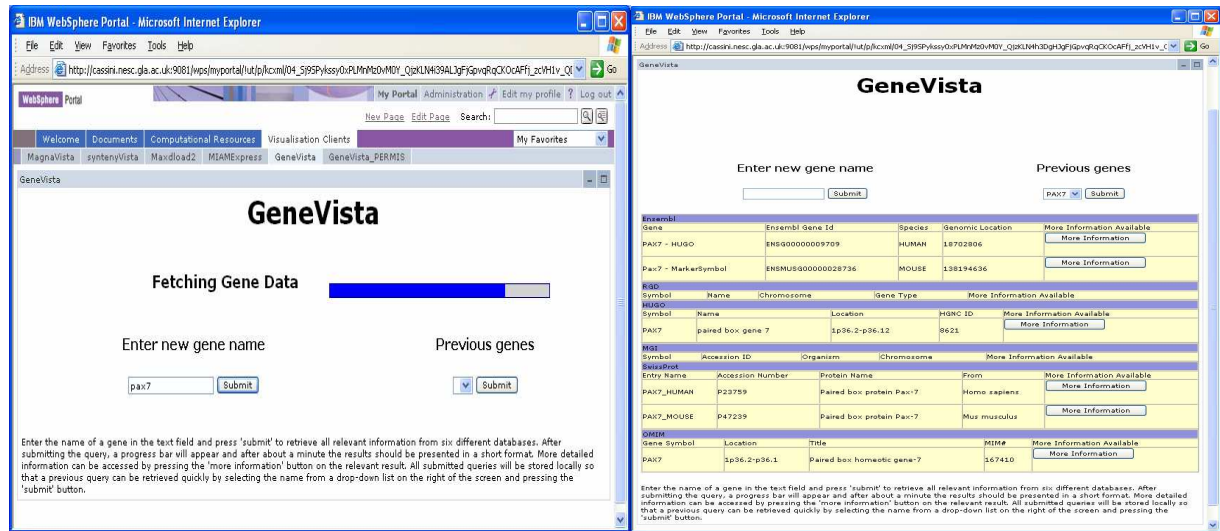 IBM WebSphere Portal - Microsoft Internet Explorer
File Edit View Favorites Tools Help
Address
Go
WebSphere Portal
My Portal Administration Edit my profile ? Log out
New Page Edit Page Search:
Welcome Documents Computational Resources Visualisation Clients My Favorites
MagnaVista syntenyVista Maxdload2 MIAMExpress GeneVista GeneVista_PERMIS
GeneVista
GeneVista
Fetching Gene Data
Enter new gene name Previous genes
pax7 Submit Submit
Enter the name of a gene in the text field and press 'submit' to retrieve all relevant information from six different databases. After
submitting the query, a progress bar will appear and after about a minute the results should be presented in a short format. More detailed
information can be accessed by pressing the 'more information' button on the relevant result. All submitted queries will be stored locally so
that a previous query can be retrieved quickly by selecting the name from a drop-down list on the right of the screen and pressing the
'submit' button.
IBM WebSphere Portal - Microsoft Internet Explorer
File Edit View Favorites Tools Help
Address
Go
GeneVista
GeneVista
Enter new gene name Previous genes
Submit PAX7 Submit
Ensembl
Gene Ensembl Gene Id Species Genomic Location More Information Available
PAX7 - HUGO ENSG00000009709 HUMAN 18702806 More Information
Pax7 - MarkerSymbol ENSMUSG00000028736 MOUSE 138194636 More Information
RGD
Symbol Name Chromosome Gene Type More Information Available
HUGO
Symbol Name Location HGNC ID More Information Available
PAX7 paired box gene 7 1p36.2-p36.12 8621 More Information
MGI
Symbol Accession ID Organism Chromosome More Information Available
SwissProt
Entry Name Accession Number Protein Name From More Information Available
PAX7_HUMAN P23759 Paired box protein Pax-7 Homo sapiens More Information
PAX7_MOUSE P47239 Paired box protein Pax-7 Mus musculus More Information
OMIM
Gene Symbol Location Title MIM# More Information Available
PAX7 1p36.2-p36.1 Paired box homeotic gene-7 167410 More Information
Enter the name of a gene in the text field and press 'submit' to retrieve all relevant information from six different databases. After
submitting the query, a progress bar will appear and after about a minute the results should be presented in a short format. More detailed
information can be accessed by pressing the 'more information' button on the relevant result. All submitted queries will be stored locally so
that a previous query can be retrieved quickly by selecting the name from a drop-down list on the right of the screen and pressing the
'submit' button.